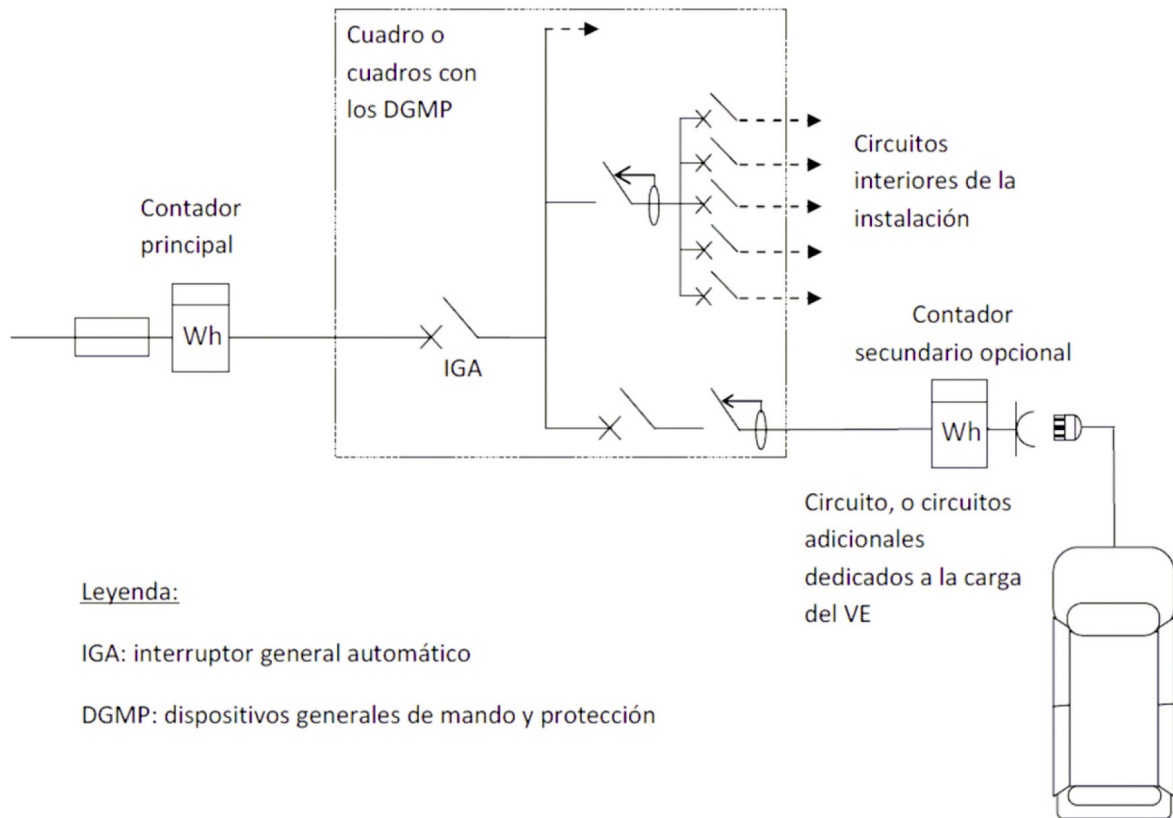 Cuadro o
cuadros con
los DGMP
Circuitos
interiores de la
instalación
Contador
principal
Wh
IGA
Contador
secundario opcional
Wh
Circuito, o circuitos
adicionales
dedicados a la carga
del VE
Leyenda:
IGA: interruptor general automático
DGMP: dispositivos generales de mando y protección